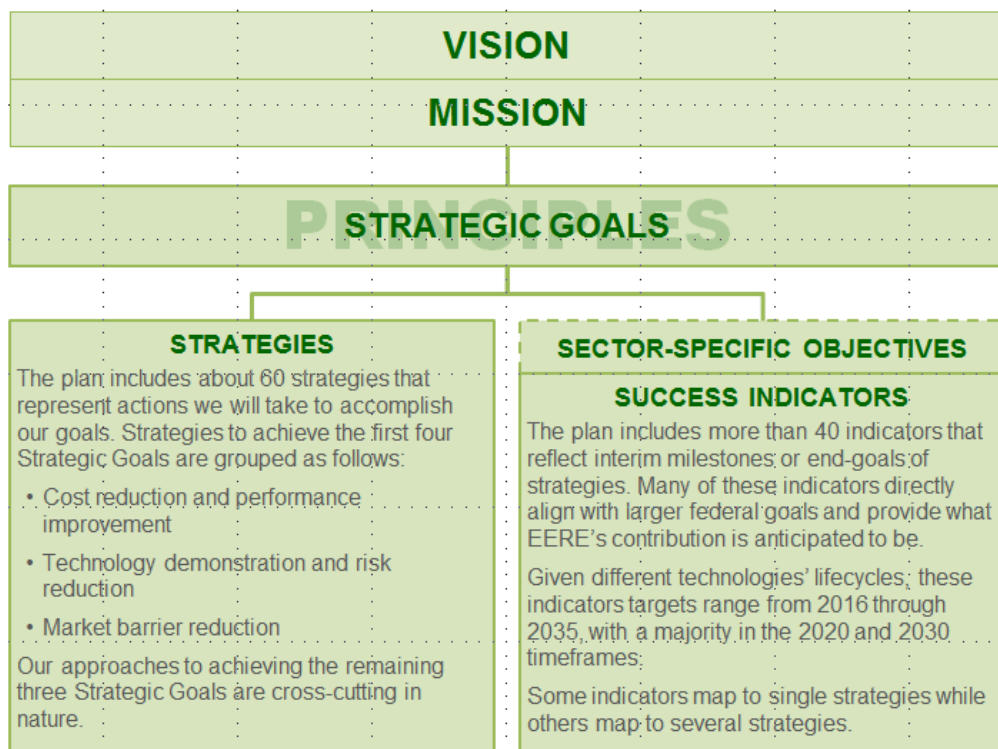 VISION
MISSION
PRINCIPLES
STRATEGIC GOALS
STRATEGIES
The plan includes about 60 strategies that
represent actions we will take to accomplish
our goals. Strategies to achieve the first four
Strategic Goals are grouped as follows:
• Cost reduction and performance
improvement
• Technology demonstration and risk
reduction
• Market barrier reduction
Our approaches to achieving the remaining
three Strategic Goals are cross-cutting in
nature.
SECTOR-SPECIFIC OBJECTIVES
SUCCESS INDICATORS
The plan includes more than 40 indicators that
reflect interim milestones or end-goals of
strategies. Many of these indicators directly
align with larger federal goals and provide what
EERE's contribution is anticipated to be.
Given different technologies' lifecycles, these
indicators targets range from 2016 through
2035, with a majority in the 2020 and 2030
timeframes.
Some indicators map to single strategies while
others map to several strategies.